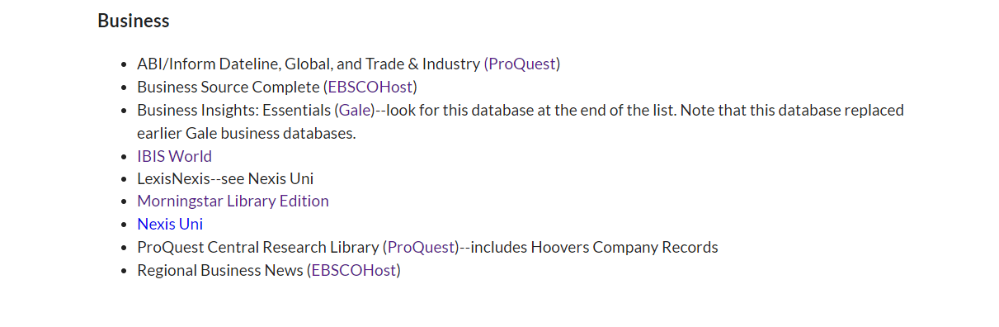 Business
• ABI/Inform Dateline, Global, and Trade & Industry (ProQuest)
• Business Source Complete (EBSCOHost)
• Business Insights: Essentials (Gale)--look for this database at the end of the list. Note that this database replaced
earlier Gale business databases.
• IBIS World
• LexisNexis--see Nexis Uni
• Morningstar Library Edition
• Nexis Uni
• ProQuest Central Research Library (ProQuest)--includes Hoovers Company Records
• Regional Business News (EBSCOHost)